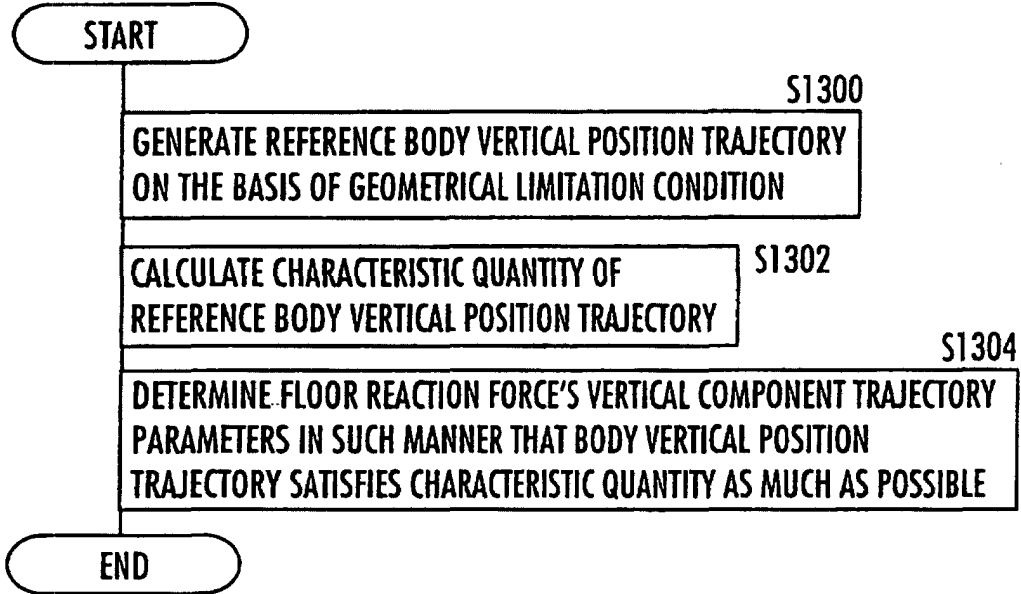 START
S1300
GENERATE REFERENCE BODY VERTICAL POSITION TRAJECTORY
ON THE BASIS OF GEOMETRICAL LIMITATION CONDITION
S1302
CALCULATE CHARACTERISTIC QUANTITY OF
REFERENCE BODY VERTICAL POSITION TRAJECTORY
S1304
DETERMINE FLOOR REACTION FORCE'S VERTICAL COMPONENT TRAJECTORY
PARAMETERS IN SUCH MANNER THAT BODY VERTICAL POSITION
TRAJECTORY SATISFIES CHARACTERISTIC QUANTITY AS MUCH AS POSSIBLE
END